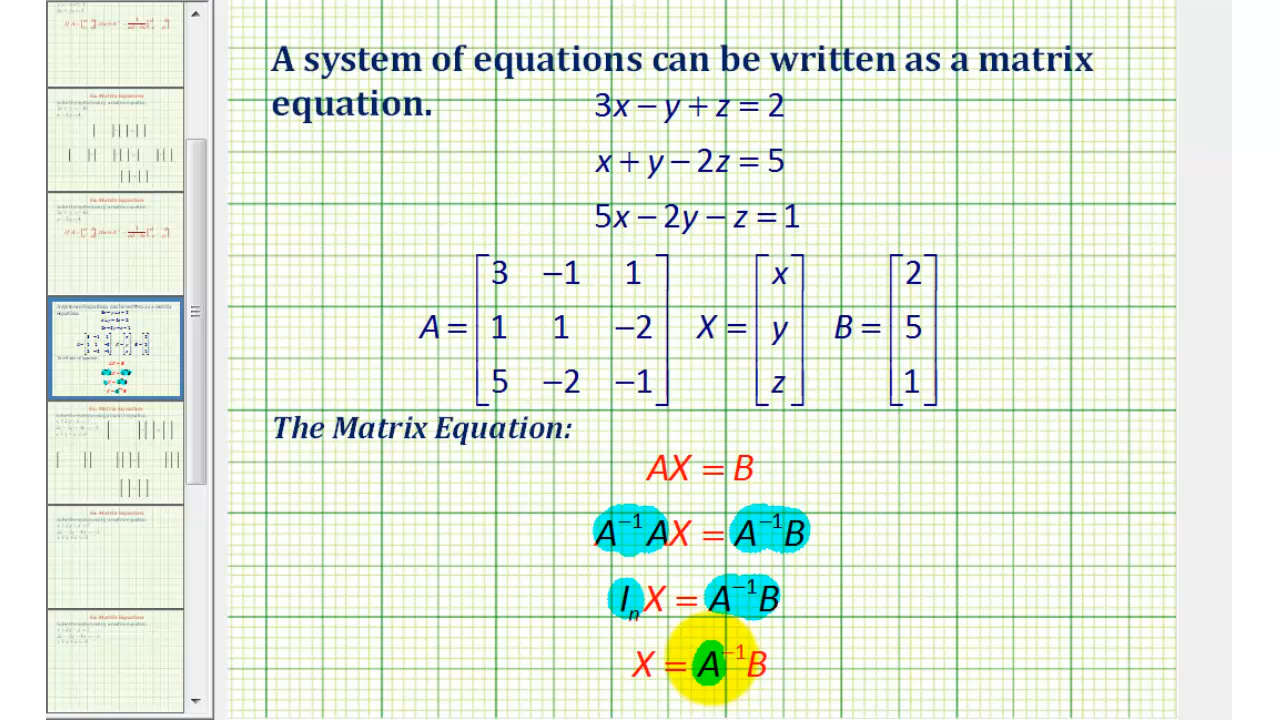 A system of equations can be written as a matrix
equation.
3x − y + z = 2
x + y − 2z = 5
5x − 2y − z = 1
A = [3 −1 1; 1 1 −2; 5 −2 −1] X = [x; y; z] B = [2; 5; 1]
The Matrix Equation:
AX = B
A⁻¹AX = A⁻¹B
IₙX = A⁻¹B
X = A⁻¹B